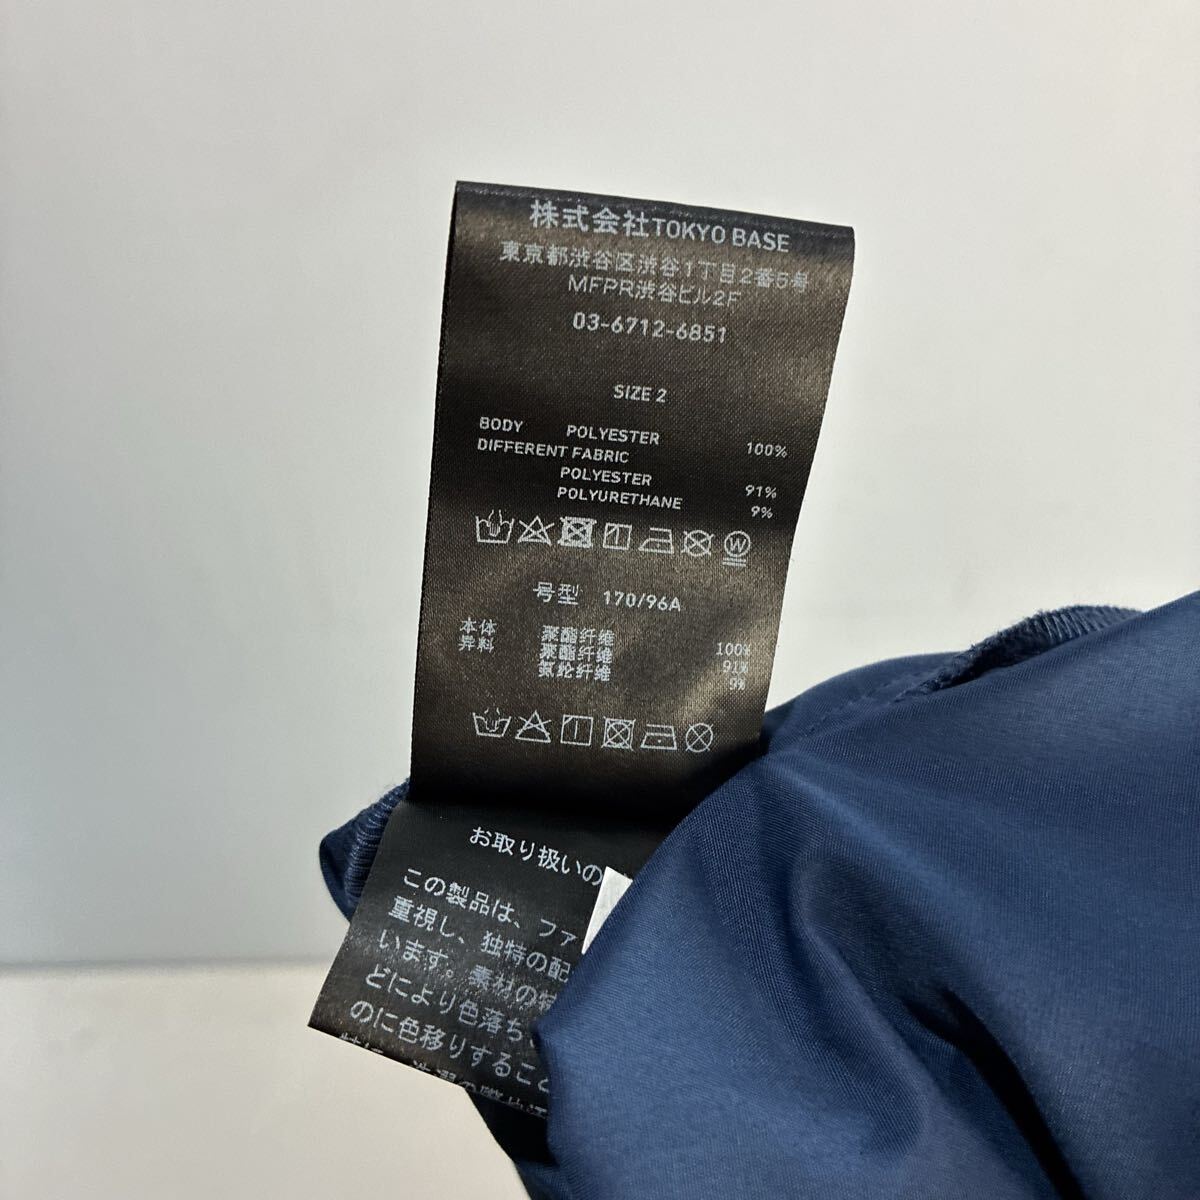 株式会社TOKYO BASE
東京都渋谷区渋谷1丁目2番5号
MFPR渋谷ビル2F
03-6712-6851
SIZE 2
BODY POLYESTER 100%
DIFFERENT FABRIC
POLYESTER 91%
POLYURETHANE 9%
W
号型 170/96A
本体 聚酯纤维 100%
异料 聚酯纤维 91%
氨纶纤维 9%
お取り扱いの
この製品は、ファ
重視し、独特の配
います。素材の特
どにより色落ち
のに色移りすること